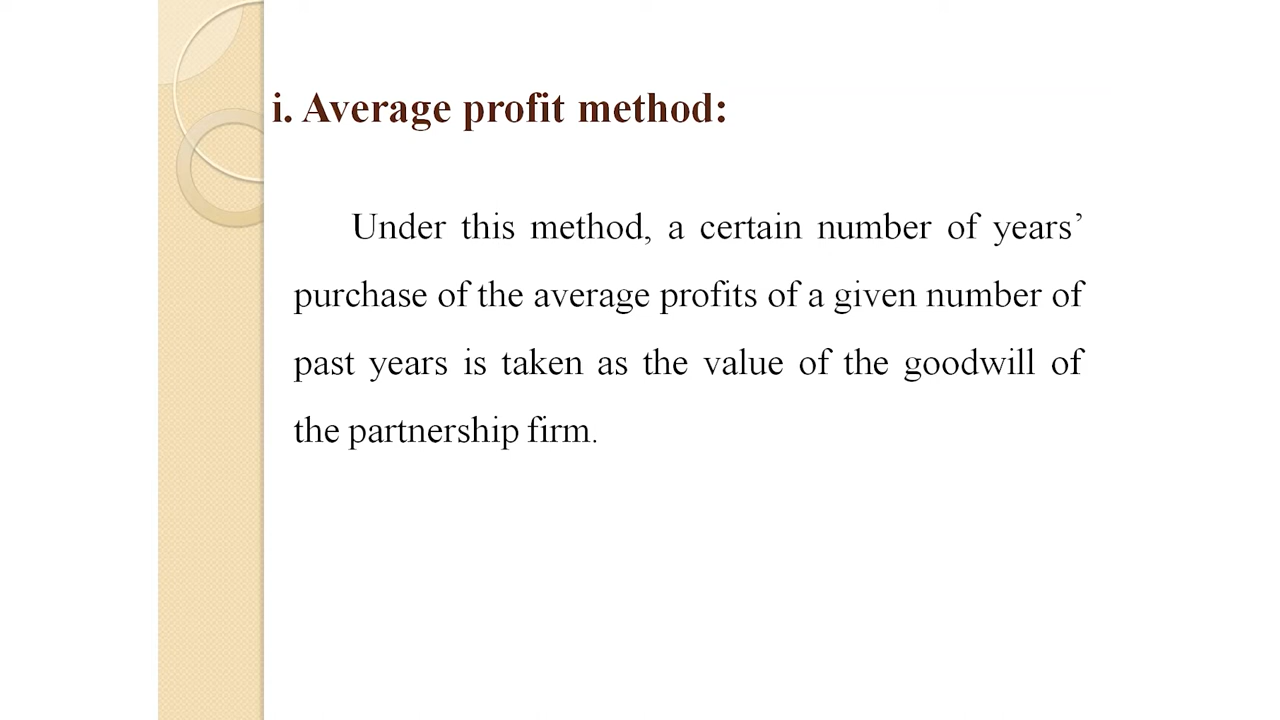 i. Average profit method:
Under this method, a certain number of years’
purchase of the average profits of a given number of
past years is taken as the value of the goodwill of
the partnership firm.